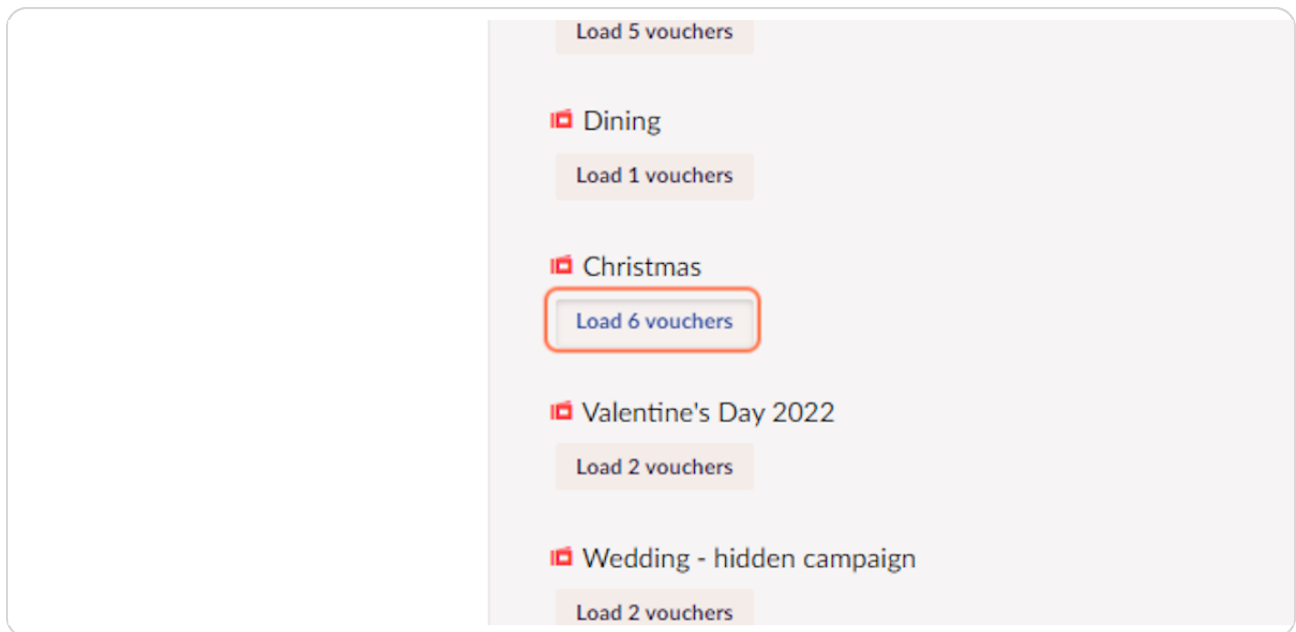 Load 5 vouchers
Dining
Load 1 vouchers
Christmas
Load 6 vouchers
Valentine's Day 2022
Load 2 vouchers
Wedding - hidden campaign
Load 2 vouchers